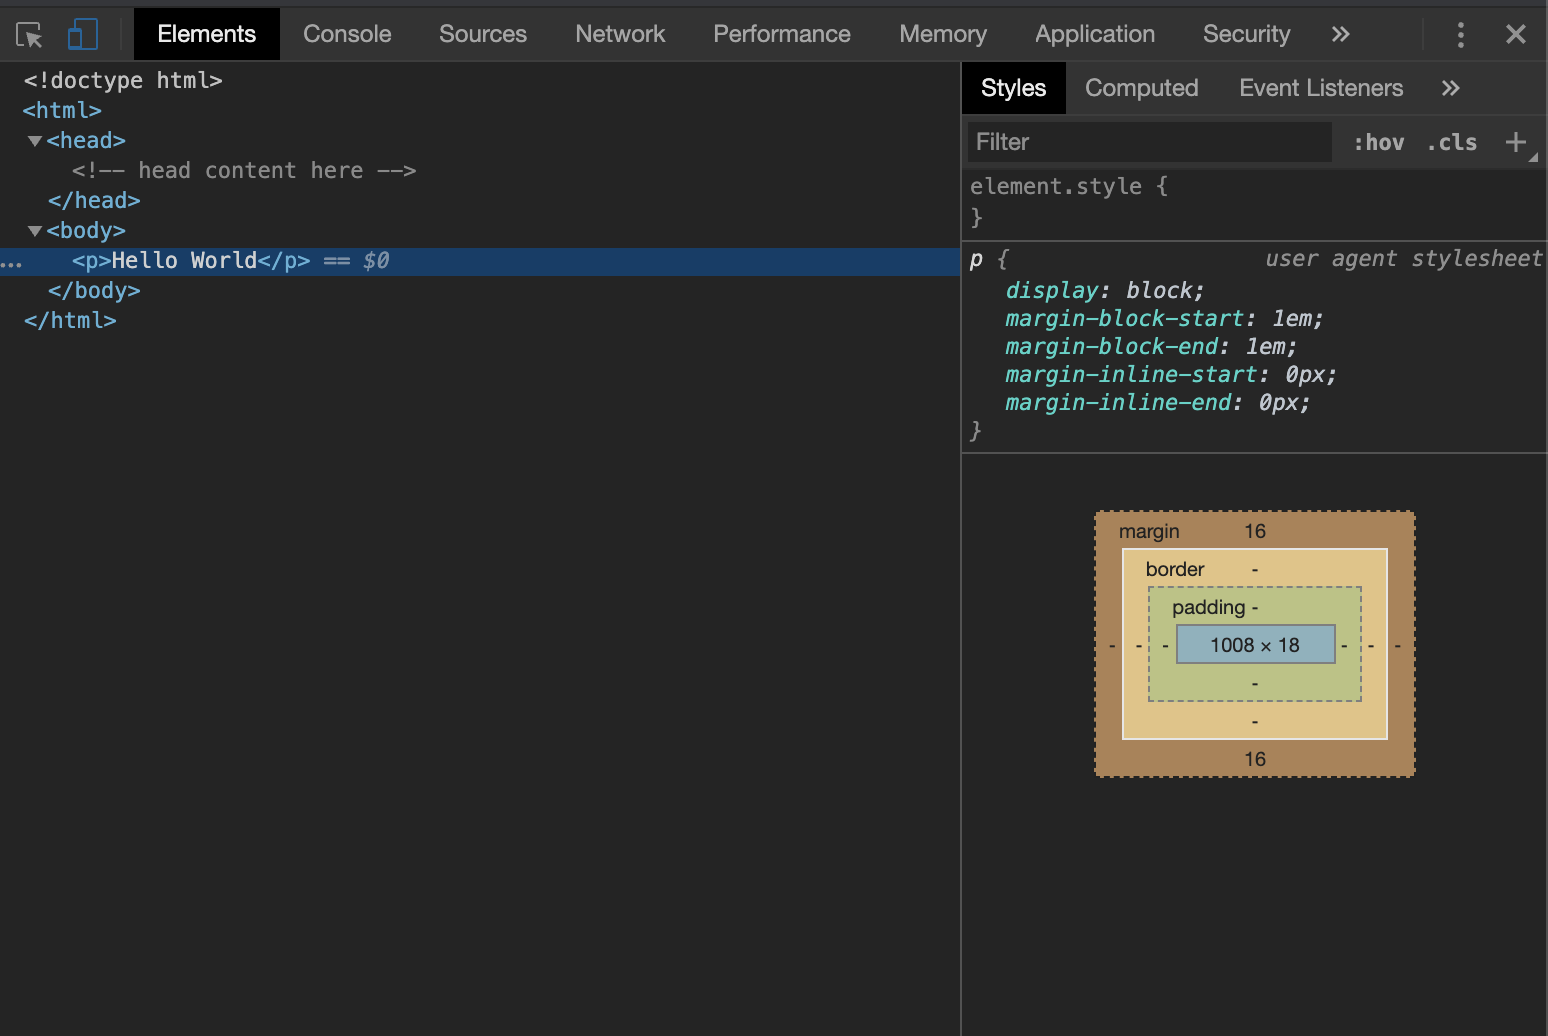 Elements Console Sources Network Performance Memory Application Security »
<!doctype html>
<html>
▼<head>
<!-- head content here -->
</head>
▼<body>
... <p>Hello World</p> == $0
</body>
</html>
Styles Computed Event Listeners »
Filter :hov .cls +
element.style {
}
p { user agent stylesheet
display: block;
margin-block-start: 1em;
margin-block-end: 1em;
margin-inline-start: 0px;
margin-inline-end: 0px;
}
margin 16
border -
padding -
- - - 1008 × 18 - - -
-
-
16